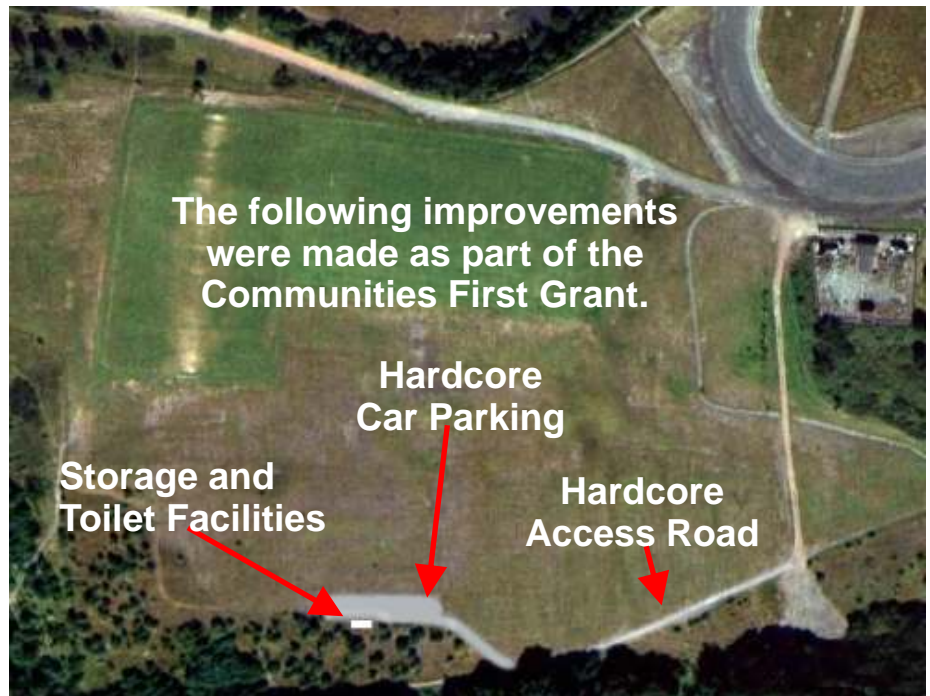 The following improvements
were made as part of the
Communities First Grant.
Hardcore
Car Parking
Storage and
Toilet Facilities
Hardcore
Access Road